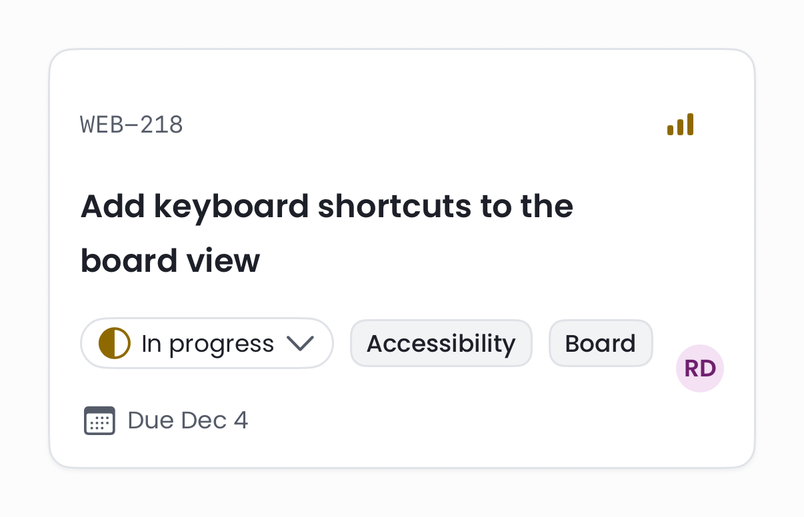 WEB-218
Add keyboard shortcuts to the
board view
In progress Accessibility Board
RD
Due Dec 4